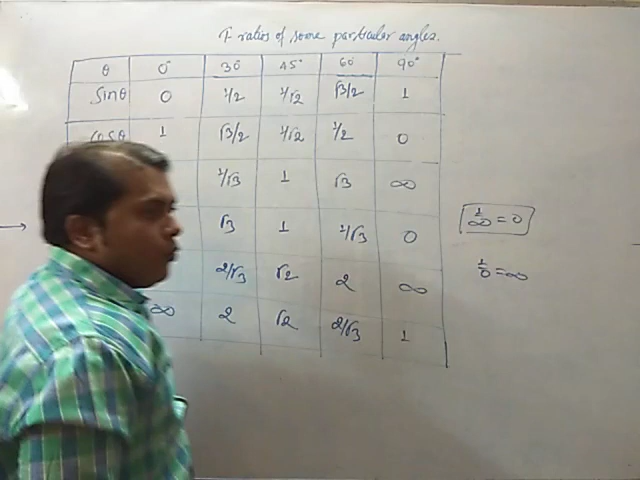 T ratios of some particular angles.
θ 0° 30 45° 60 90°
sinθ 0 1/2 1/√2 √3/2 1
cosθ 1 √3/2 1/√2 1/2 0
1/√3 1 √3 ∞
√3 1 1/√3 0
2/√3 √2 2 ∞
∞ 2 √2 2/√3 1
1/∞ = 0
1/0 = ∞